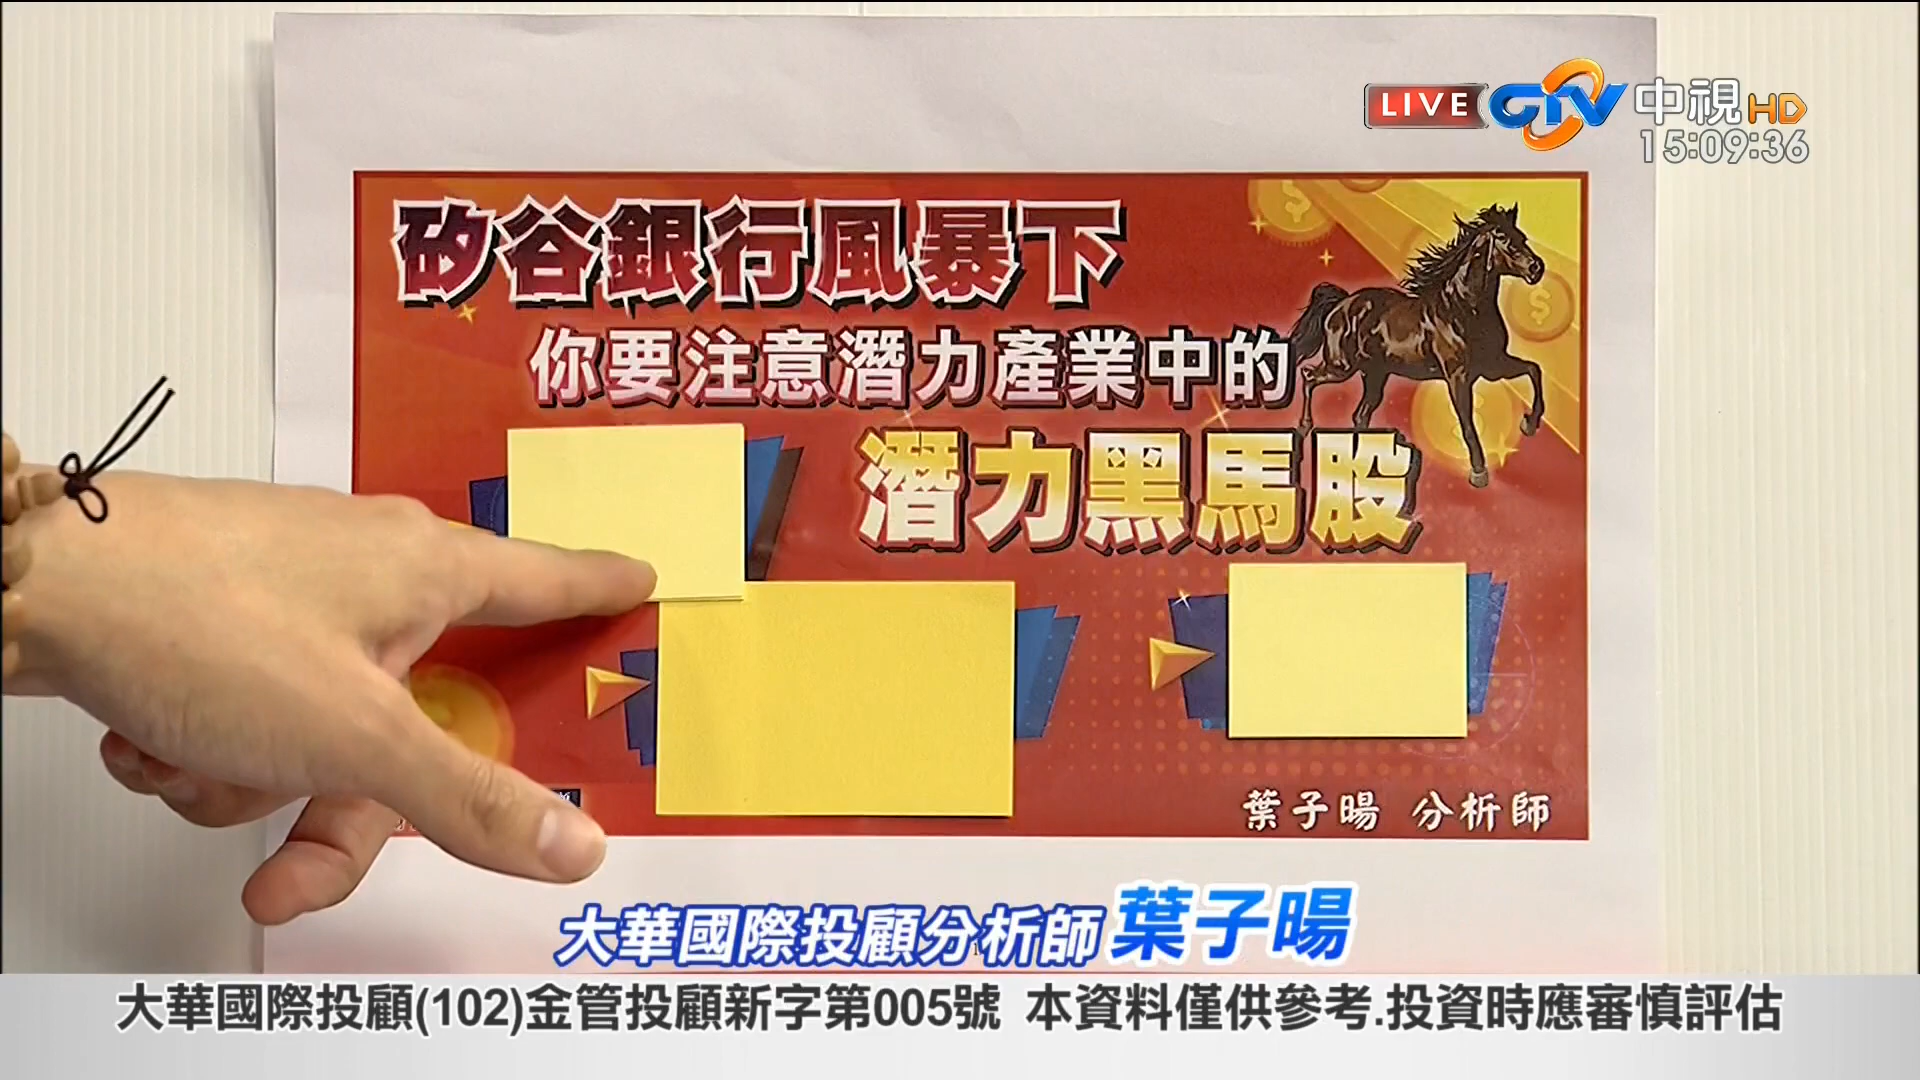 LIVE CTV 中視HD
15:09:36
矽谷銀行風暴下
你要注意潛力產業中的
潛力黑馬股
葉子暘 分析師
大華國際投顧分析師 葉子暘
大華國際投顧(102)金管投顧新字第005號 本資料僅供參考.投資時應審慎評估